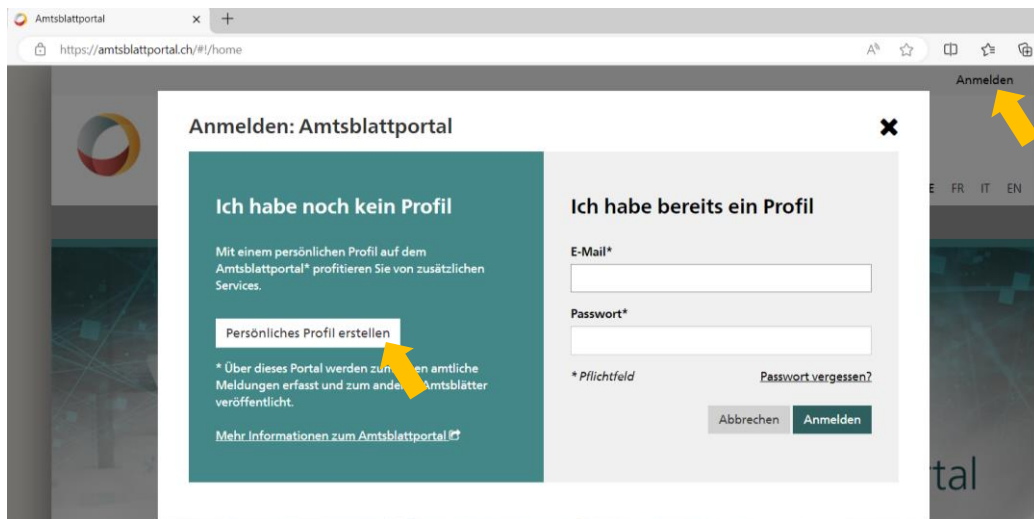 Amtsblattportal
https://amtsblattportal.ch/#!/home
Anmelden
Anmelden: Amtsblattportal
FR IT EN
Ich habe noch kein Profil
Mit einem persönlichen Profil auf dem
Amtsblattportal* profitieren Sie von zusätzlichen
Services.
Persönliches Profil erstellen
* Über dieses Portal werden amtliche
Meldungen erfasst und zum Amtsblätter
veröffentlicht.
Mehr Informationen zum Amtsblattportal
Ich habe bereits ein Profil
E-Mail*
Passwort*
* Pflichtfeld
Passwort vergessen?
Abbrechen Anmelden
tal